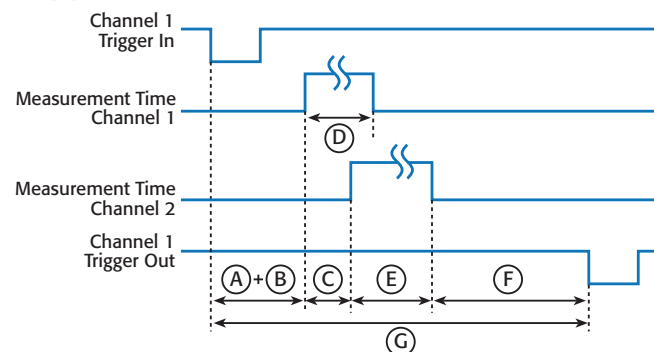 Channel 1
Trigger In
Measurement Time
Channel 1
D
Measurement Time
Channel 2
Channel 1
Trigger Out
A + B C E F
G